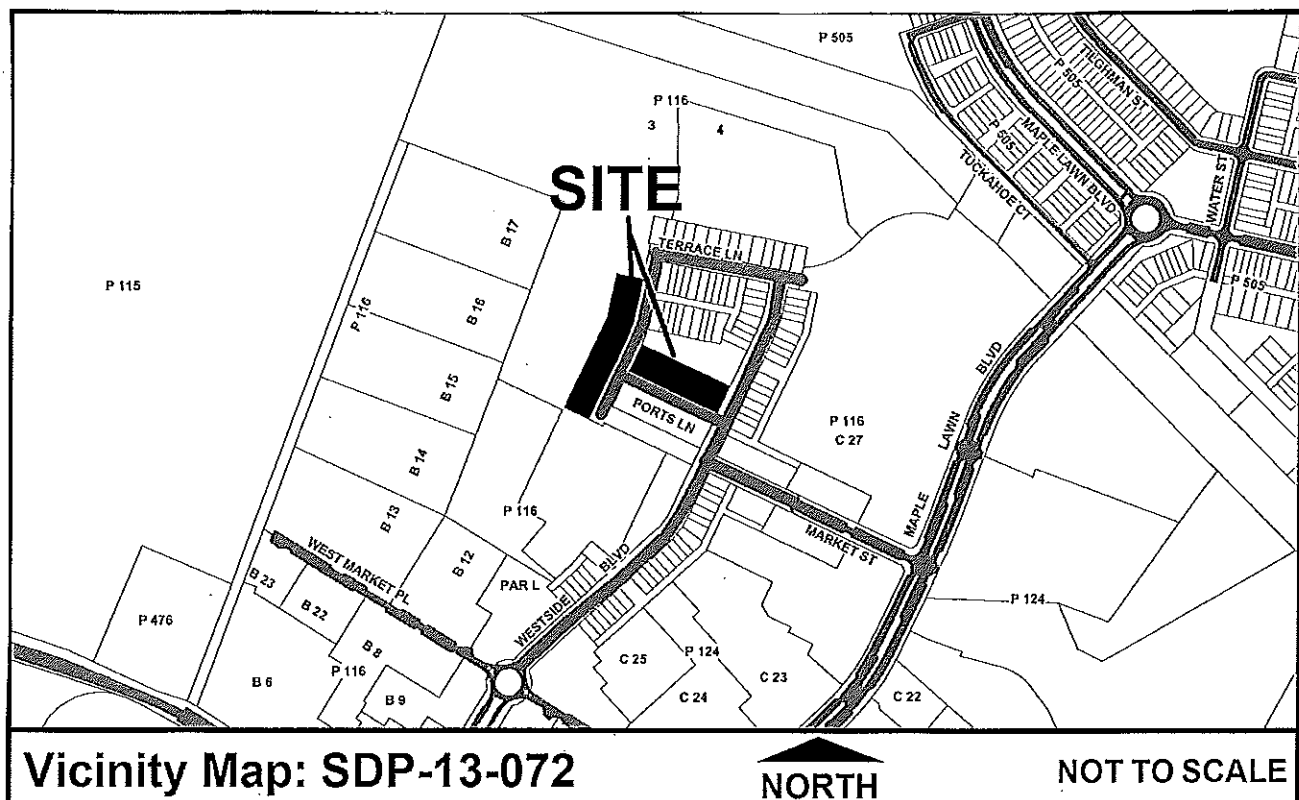 P 505
P 116
3
4
SITE
TERRACE LN
PORTS LN
TILGHMAN ST
P 505
MAPLE LAWN BLVD
P 505
TUCKAHOE CT
WATER ST
P 505
P 115
P 116
B 17
B 16
B 15
B 14
B 13
B 12
P 116
P 116
C 27
MAPLE LAWN BLVD
MARKET ST
WEST MARKET PL
PAR L
WESTSIDE BLVD
P 476
B 23
B 22
B 8
P 116
B 6
B 9
C 25
P 124
C 24
C 23
C 22
P 124
Vicinity Map: SDP-13-072
NORTH
NOT TO SCALE